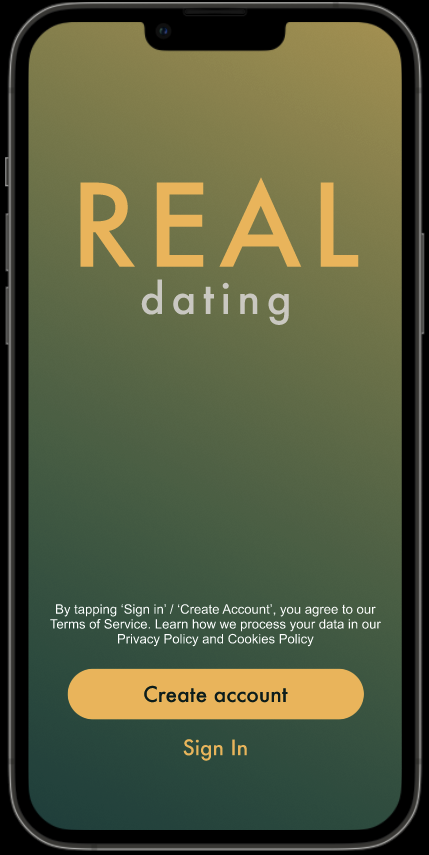 REAL
dating
By tapping ‘Sign in’ / ‘Create Account’, you agree to our
Terms of Service. Learn how we process your data in our
Privacy Policy and Cookies Policy
Create account
Sign In